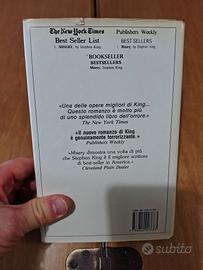 The New York Times
Best Seller List
1. MISERY, by Stephen King
Publishers Weekly
BEST SELLERS
1. Misery, by Stephen King
BOOKSELLER
BESTSELLERS
Misery, Stephen King
«Una delle opere migliori di King...
Questo romanzo è molto più
di uno splendido libro dell'orrore.»
The New York Times
«Il nuovo romanzo di King
è genuinamente terrorizzante.»
Publishers Weekly
«Misery dimostra una volta di più
che Stephen King è il migliore scrittore
di best-seller in America.»
Cleveland Plain Dealer
subito